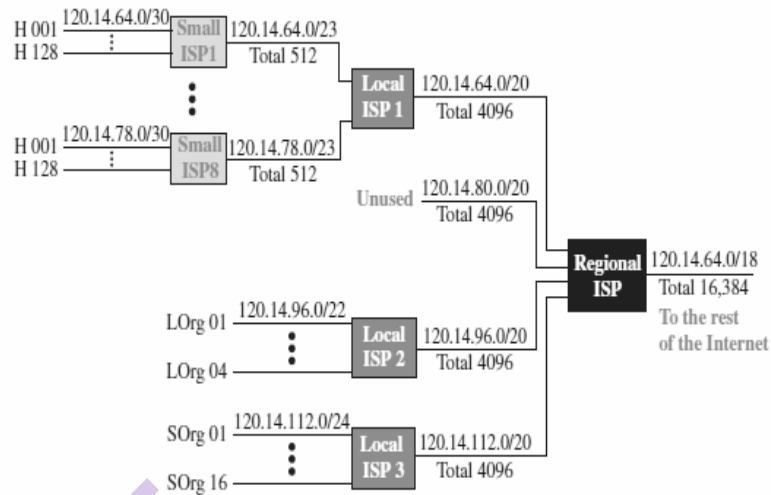 H 001 120.14.64.0/30
H 128
Small ISP1
120.14.64.0/23
Total 512
H 001 120.14.78.0/30
H 128
Small ISP8
120.14.78.0/23
Total 512
Local ISP 1
120.14.64.0/20
Total 4096
Unused
120.14.80.0/20
Total 4096
LOrg 01
120.14.96.0/22
LOrg 04
Local ISP 2
120.14.96.0/20
Total 4096
SOrg 01
120.14.112.0/24
SOrg 16
Local ISP 3
120.14.112.0/20
Total 4096
Regional ISP
120.14.64.0/18
Total 16,384
To the rest
of the Internet